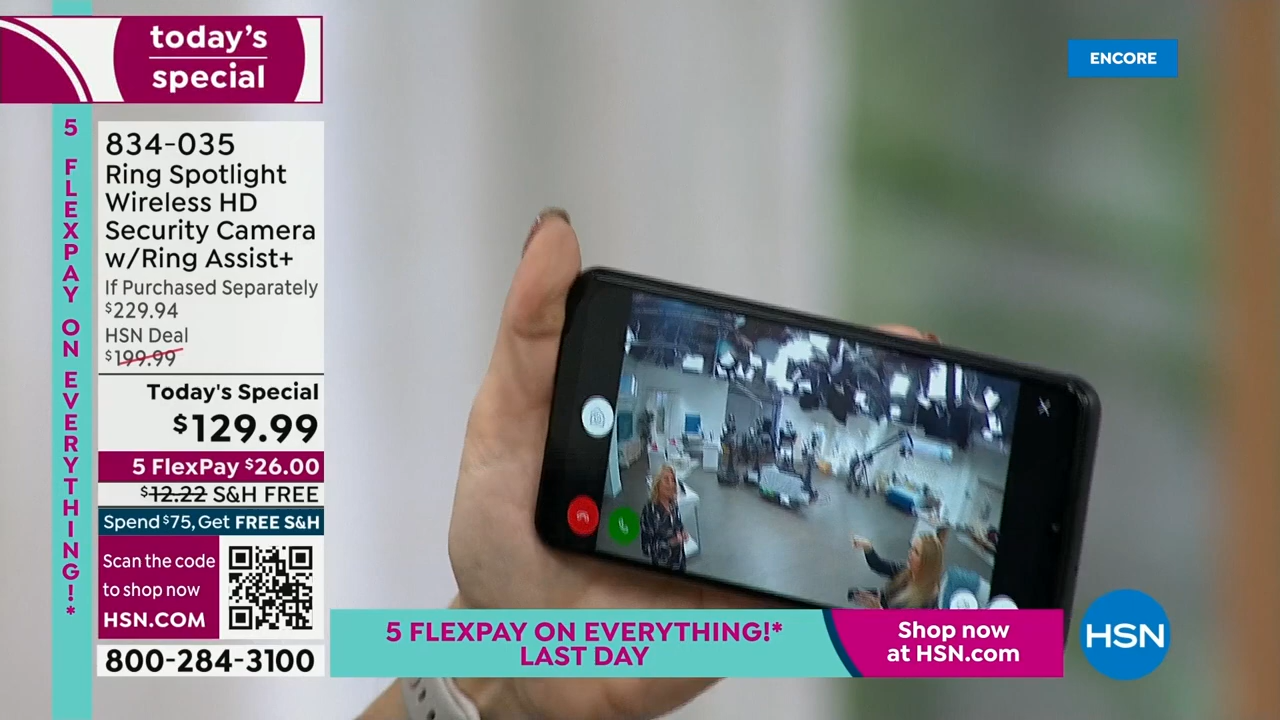 today's
special
ENCORE
5 FLEXPAY ON EVERYTHING!*
834-035
Ring Spotlight
Wireless HD
Security Camera
w/Ring Assist+
If Purchased Separately
$229.94
HSN Deal
$199.99
Today's Special
$129.99
5 FlexPay $26.00
$12.22 S&H FREE
Spend $75, Get FREE S&H
Scan the code
to shop now
HSN.COM
800-284-3100
5 FLEXPAY ON EVERYTHING!*
LAST DAY
Shop now
at HSN.com
HSN